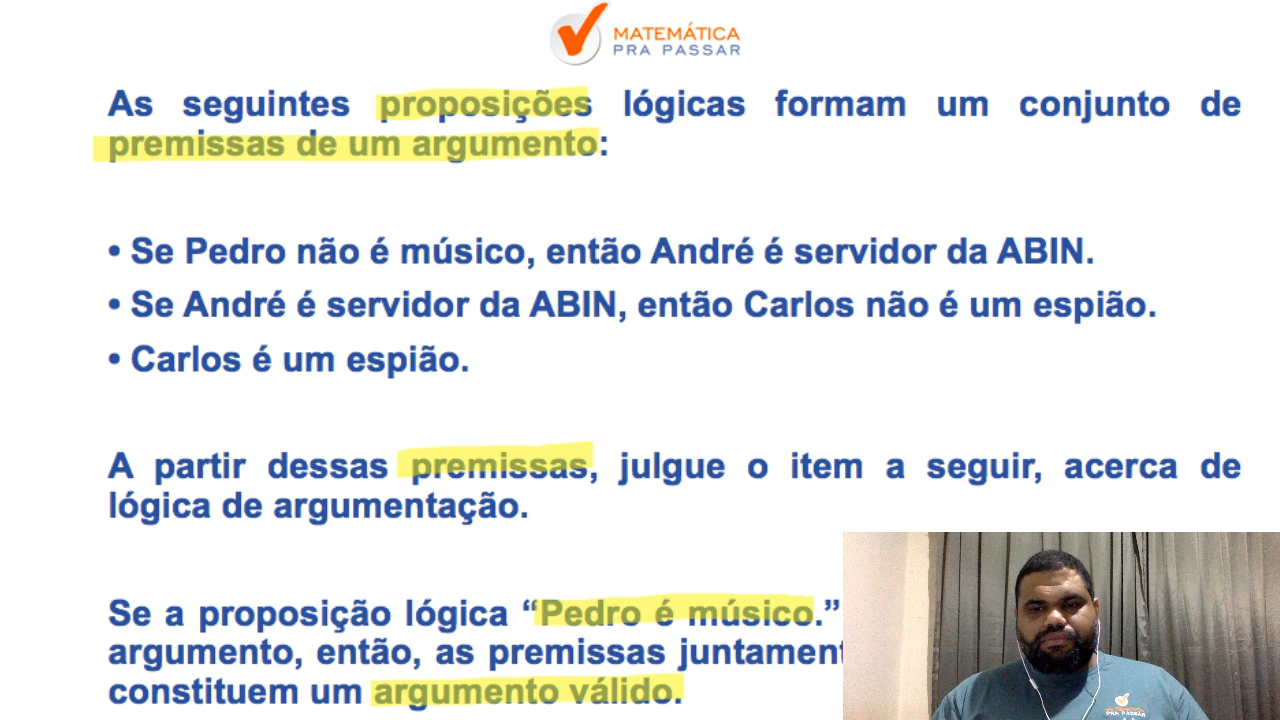 MATEMÁTICA
PRA PASSAR
As seguintes proposições lógicas formam um conjunto de
premissas de um argumento:
• Se Pedro não é músico, então André é servidor da ABIN.
• Se André é servidor da ABIN, então Carlos não é um espião.
• Carlos é um espião.
A partir dessas premissas, julgue o item a seguir, acerca de
lógica de argumentação.
Se a proposição lógica “Pedro é músico.”
argumento, então, as premissas juntament
constituem um argumento válido.
MATEMÁTICA
PRA PASSAR